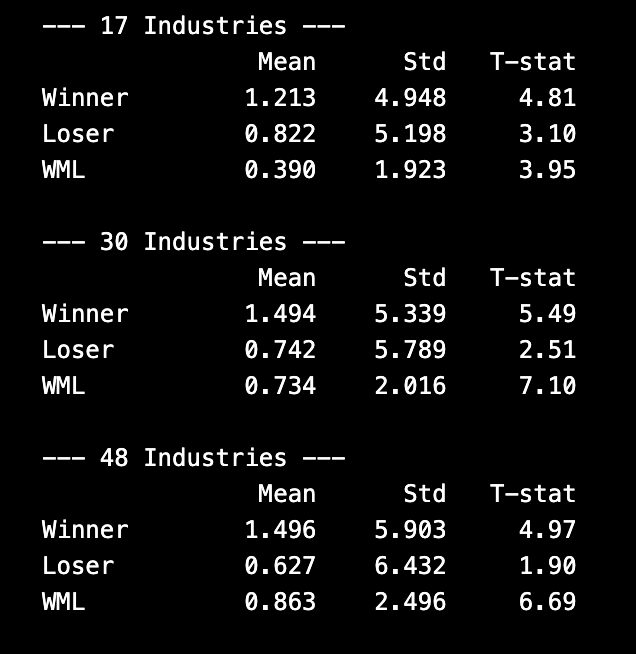 --- 17 Industries ---
Mean Std T-stat
Winner 1.213 4.948 4.81
Loser 0.822 5.198 3.10
WML 0.390 1.923 3.95
--- 30 Industries ---
Mean Std T-stat
Winner 1.494 5.339 5.49
Loser 0.742 5.789 2.51
WML 0.734 2.016 7.10
--- 48 Industries ---
Mean Std T-stat
Winner 1.496 5.903 4.97
Loser 0.627 6.432 1.90
WML 0.863 2.496 6.69